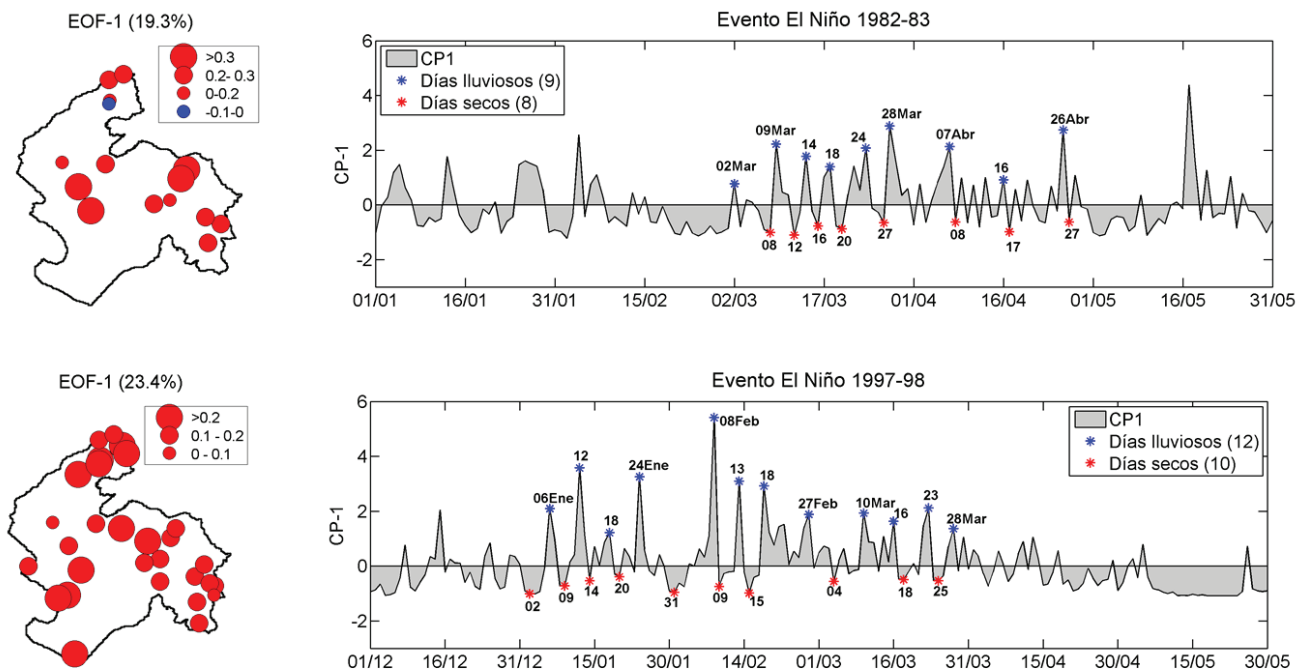 EOF-1 (19.3%)
>0.3
0.2- 0.3
0-0.2
-0.1-0
Evento El Niño 1982-83
CP1
Días lluviosos (9)
Días secos (8)
CP-1
6
4
2
0
-2
02Mar
09Mar
14
18
24
28Mar
07Abr
16
26Abr
08
12
16
20
27
08
17
27
01/01
16/01
31/01
15/02
02/03
17/03
01/04
16/04
01/05
16/05
31/05
EOF-1 (23.4%)
>0.2
0.1 - 0.2
0 - 0.1
Evento El Niño 1997-98
CP1
Días lluviosos (12)
Días secos (10)
CP-1
6
4
2
0
-2
06Ene
12
18
24Ene
08Feb
13
18
27Feb
10Mar
16
23
28Mar
02
09
14
20
31
09
15
04
18
25
01/12
16/12
31/12
15/01
30/01
14/02
01/03
16/03
31/03
15/04
30/04
15/05
30/05